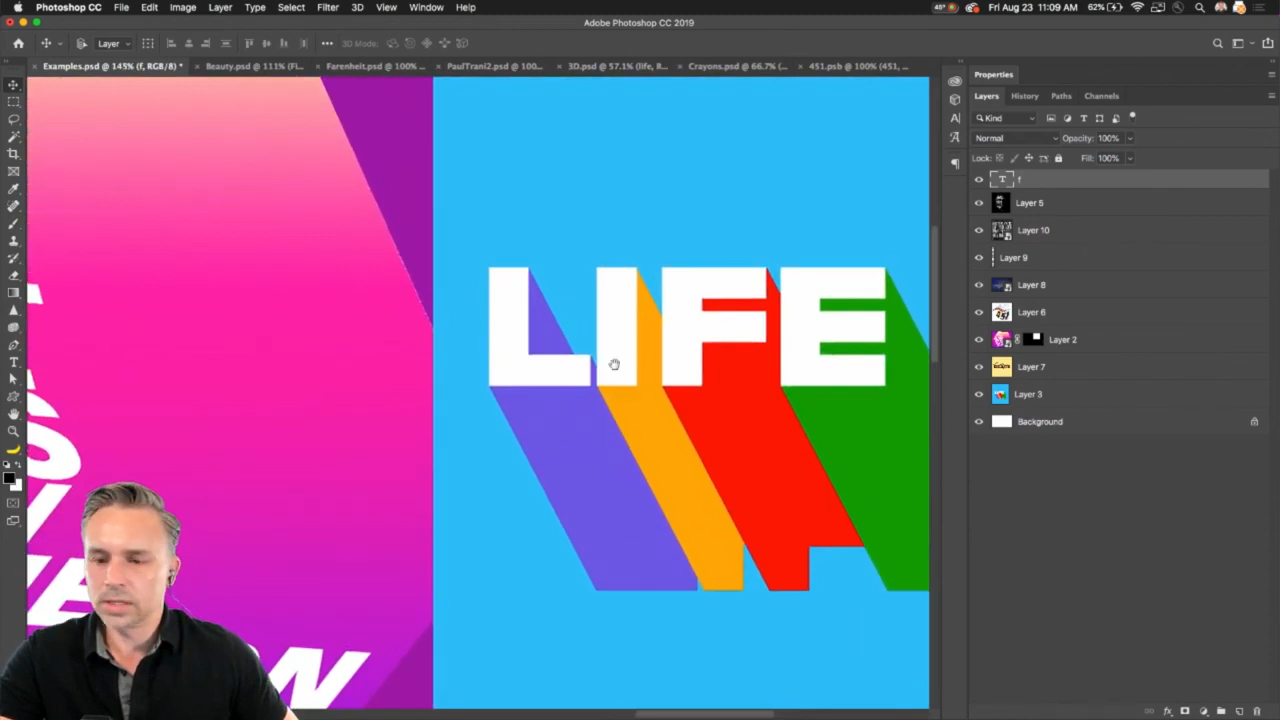 Photoshop CC File Edit Image Layer Type Select Filter 3D View Window Help
45° Fri Aug 23 11:09 AM 62%
Adobe Photoshop CC 2019
Layer 3D Mode:
Examples.psd @ 145% (f, RGB/8) * Beauty.psd @ 111% (Fi... Farenheit.psd @ 100% ... PaulTrani2.psd @ 100... 3D.psd @ 57.1% (life, R... Crayons.psd @ 66.7% (... 451.psb @ 100% (451, ...
Properties
Layers History Paths Channels
Kind
Normal Opacity: 100%
Lock: Fill: 100%
T f
Layer 5
Layer 10
Layer 9
Layer 8
Layer 6
Layer 2
Layer 7
Layer 3
Background
LIFE